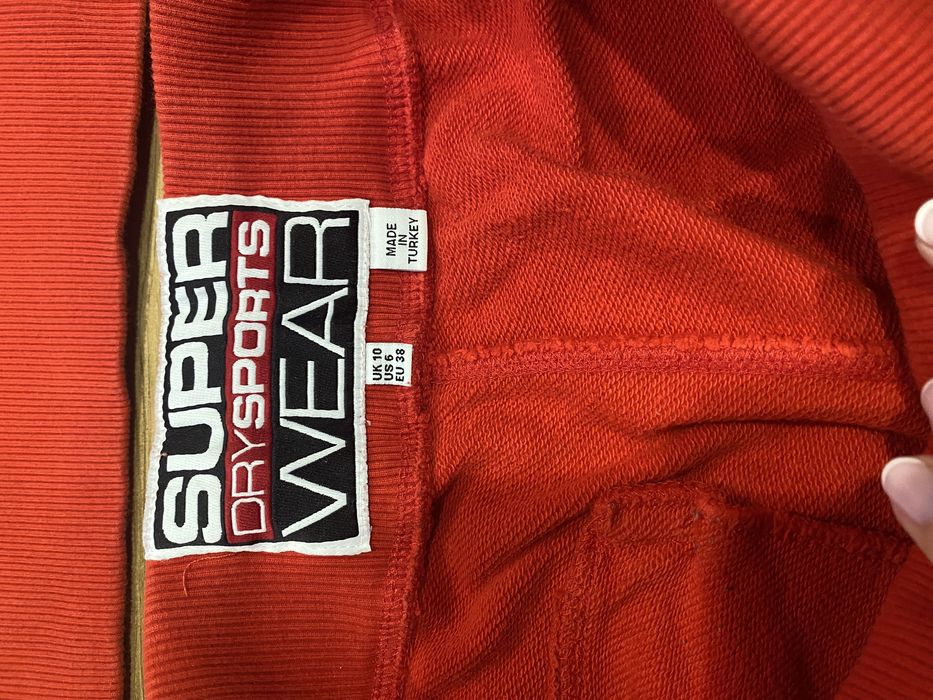 SUPER
DRYSPORTS
WEAR
MADE
IN
TURKEY
UK 10
US 6
EU 38